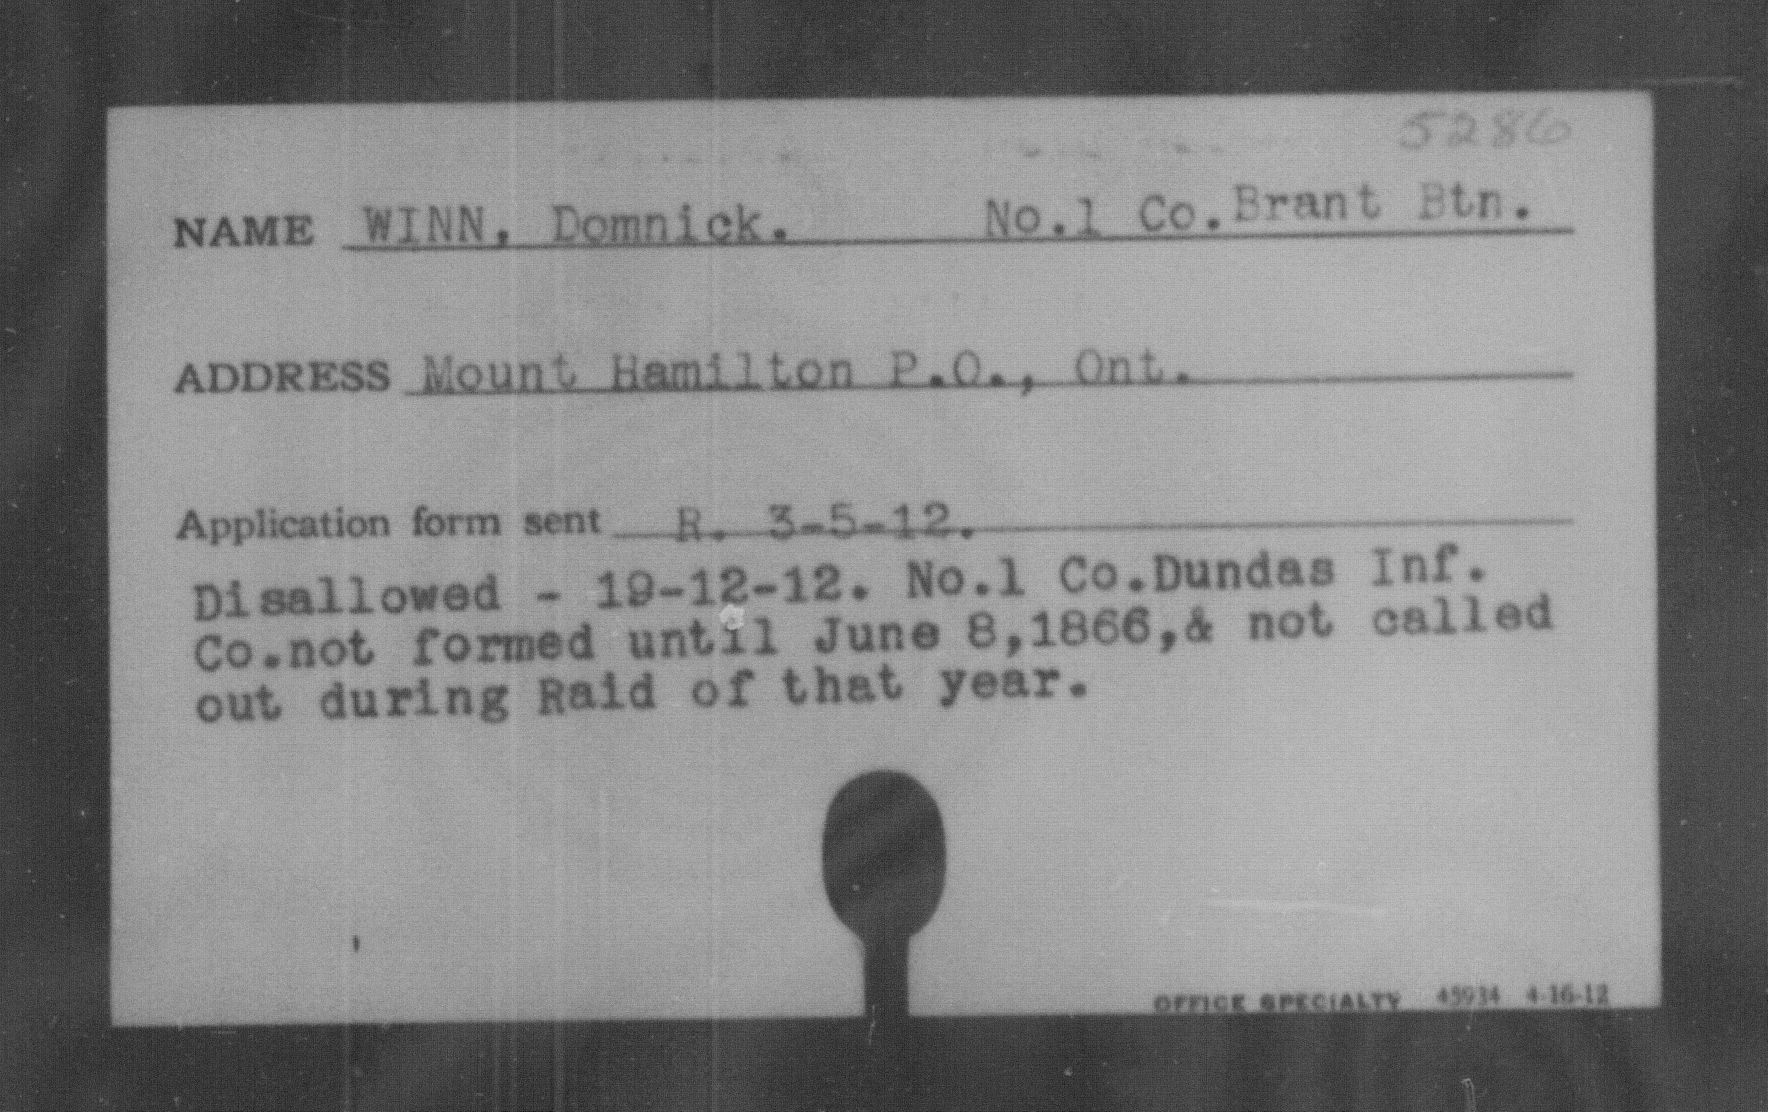 5286
NAME WINN, Domnick. No.1 Co.Brant Btn.
ADDRESS Mount Hamilton P.O., Ont.
Application form sent R. 3-5-12.
Disallowed - 19-12-12. No.1 Co.Dundas Inf.
Co.not formed until June 8,1866,& not called
out during Raid of that year.
OFFICE SPECIALTY 45934 4-16-12